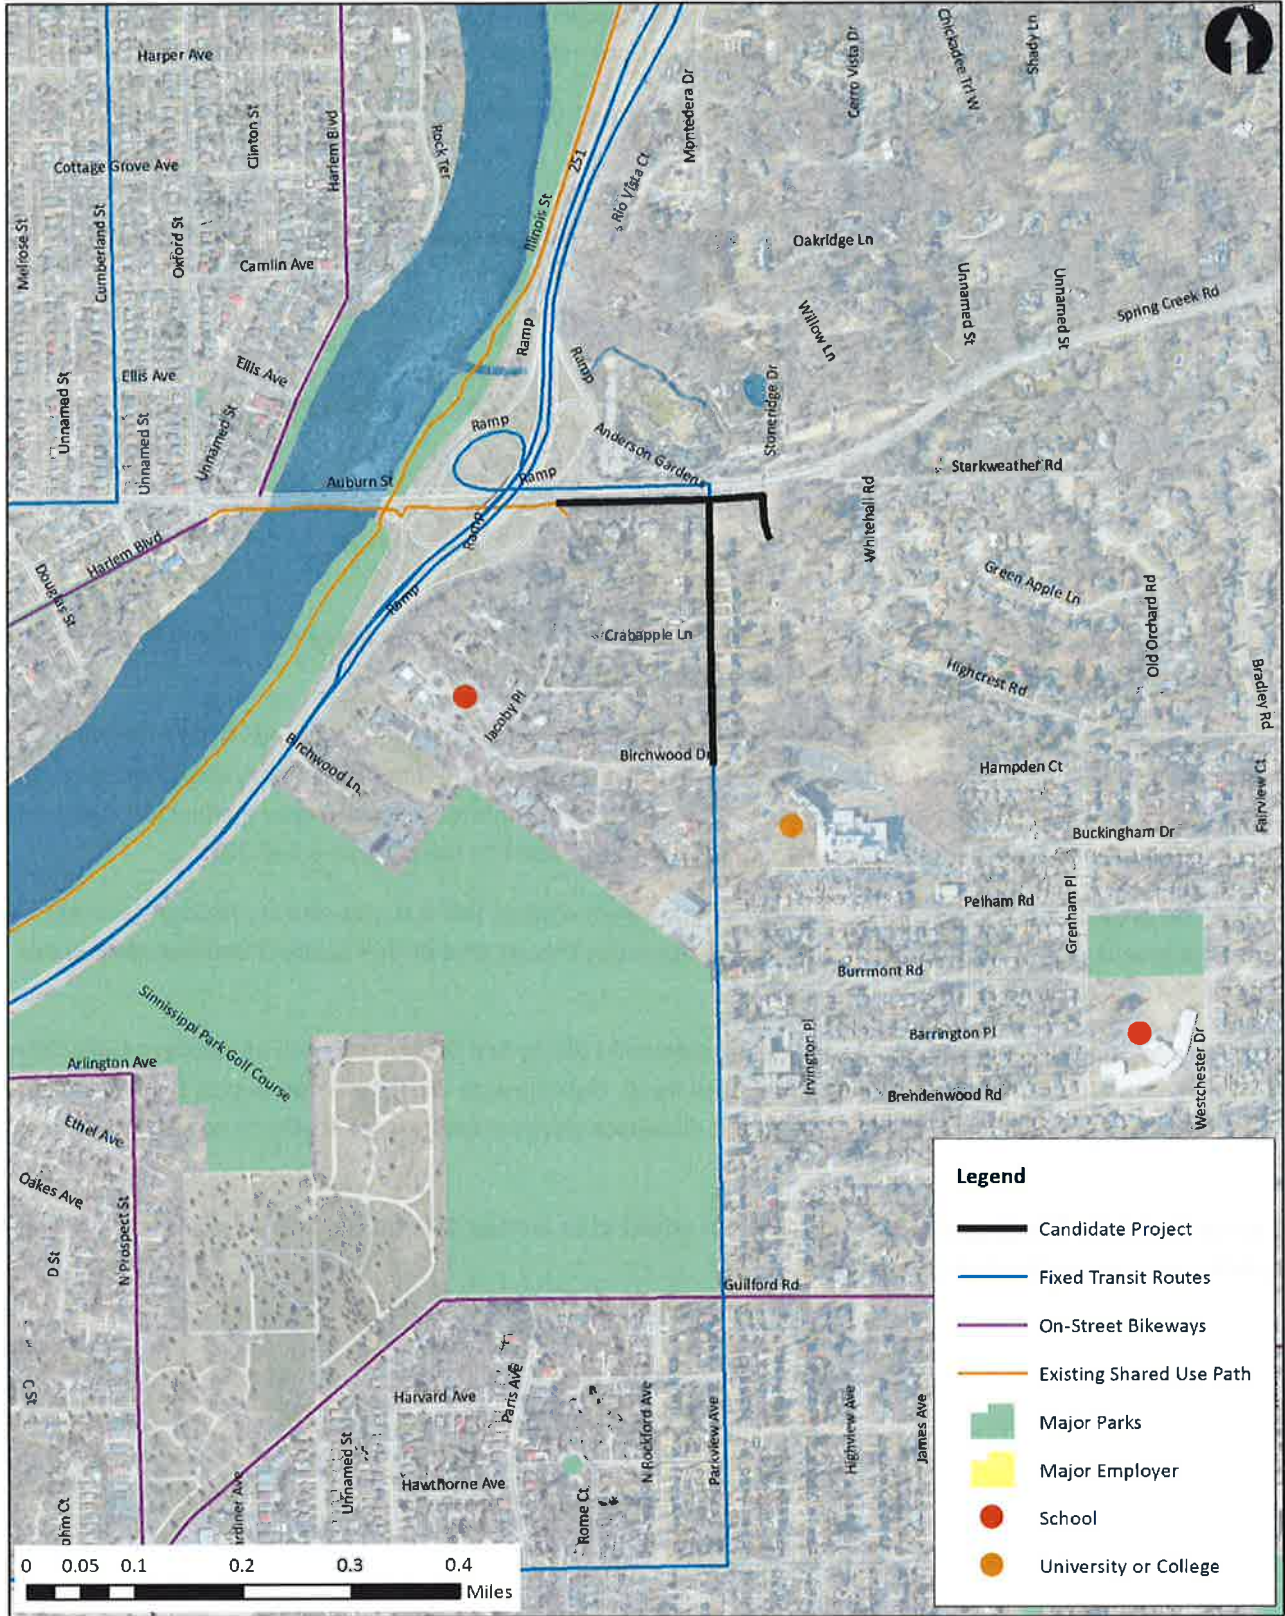 Harper Ave
Clinton St
Harlem Blvd
Rock Ter
Cottage Grove Ave
Melrose St
Cumberland St
Oxford St
Camlin Ave
251
Illinois St
Rio Vista Ct
Montedera Dr
Cerro Vista Dr
Chickadee Trl W
Shady Ln
Oakridge Ln
Willow Ln
Unnamed St
Unnamed St
Spring Creek Rd
Ramp
Ramp
Ellis Ave
Ellis Ave
Unnamed St
Unnamed St
Unnamed St
Stoneridge Dr
Ramp
Anderson Gardens
Ramp
Auburn St
Starkweather Rd
Whitehall Rd
Ramp
Harlem Blvd
Douglas St
Ramp
Green Apple Ln
Old Orchard Rd
Crabapple Ln
Highcrest Rd
Bradley Rd
Jacoby Pl
Birchwood Ln
Birchwood Dr
Hampden Ct
Fairview Ct
Buckingham Dr
Grenham Pl
Pelham Rd
Burrmont Rd
Sinnissippi Park Golf Course
Irvington Pl
Barrington Pl
Westchester Dr
Arlington Ave
Brendenwood Rd
Ethel Ave
Oakes Ave
N Prospect St
D St
C St
Guilford Rd
Harvard Ave
Paris Ave
N Rockford Ave
Parkview Ave
Highview Ave
James Ave
Unnamed St
Hawthorne Ave
Rome Ct
Legend
Candidate Project
Fixed Transit Routes
On-Street Bikeways
Existing Shared Use Path
Major Parks
Major Employer
School
University or College
0 0.05 0.1 0.2 0.3 0.4
Miles